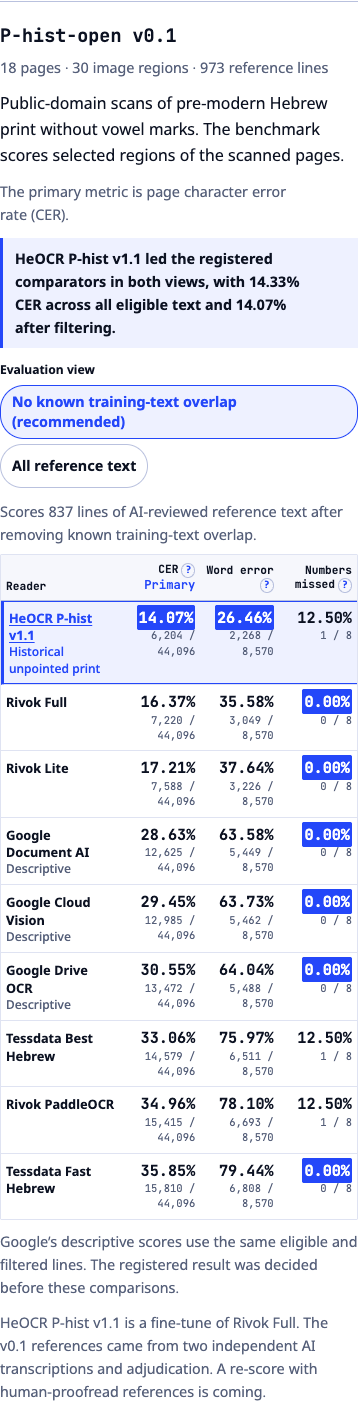 P-hist-open v0.1
18 pages · 30 image regions · 973 reference lines
Public-domain scans of pre-modern Hebrew
print without vowel marks. The benchmark
scores selected regions of the scanned pages.
The primary metric is page character error
rate (CER).
HeOCR P-hist v1.1 led the registered
comparators in both views, with 14.33%
CER across all eligible text and 14.07%
after filtering.
Evaluation view
No known training-text overlap
(recommended)
All reference text
Scores 837 lines of AI-reviewed reference text after
removing known training-text overlap.
Reader CER ? Primary Word error ? Numbers missed ?
HeOCR P-hist v1.1 Historical unpointed print 14.07% 6,204 / 44,096 26.46% 2,268 / 8,570 12.50% 1 / 8
Rivok Full 16.37% 7,220 / 44,096 35.58% 3,049 / 8,570 0.00% 0 / 8
Rivok Lite 17.21% 7,588 / 44,096 37.64% 3,226 / 8,570 0.00% 0 / 8
Google Document AI Descriptive 28.63% 12,625 / 44,096 63.58% 5,449 / 8,570 0.00% 0 / 8
Google Cloud Vision Descriptive 29.45% 12,985 / 44,096 63.73% 5,462 / 8,570 0.00% 0 / 8
Google Drive OCR Descriptive 30.55% 13,472 / 44,096 64.04% 5,488 / 8,570 0.00% 0 / 8
Tessdata Best Hebrew 33.06% 14,579 / 44,096 75.97% 6,511 / 8,570 12.50% 1 / 8
Rivok PaddleOCR 34.96% 15,415 / 44,096 78.10% 6,693 / 8,570 12.50% 1 / 8
Tessdata Fast Hebrew 35.85% 15,810 / 44,096 79.44% 6,808 / 8,570 0.00% 0 / 8
Google’s descriptive scores use the same eligible and
filtered lines. The registered result was decided
before these comparisons.
HeOCR P-hist v1.1 is a fine-tune of Rivok Full. The
v0.1 references came from two independent AI
transcriptions and adjudication. A re-score with
human-proofread references is coming.